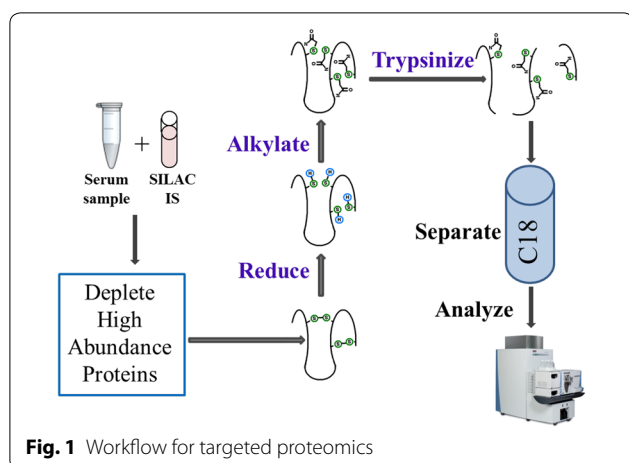 Serum
sample
+
SILAC
IS
Deplete
High
Abundance
Proteins
S S
S S
Reduce
H H
S S
H
S
S
H
Alkylate
N O S S N O
N O S
S
O N
Trypsinize
N O S
S
N O
S
O N
N
O
S
Separate
C18
Analyze
Fig. 1 Workflow for targeted proteomics